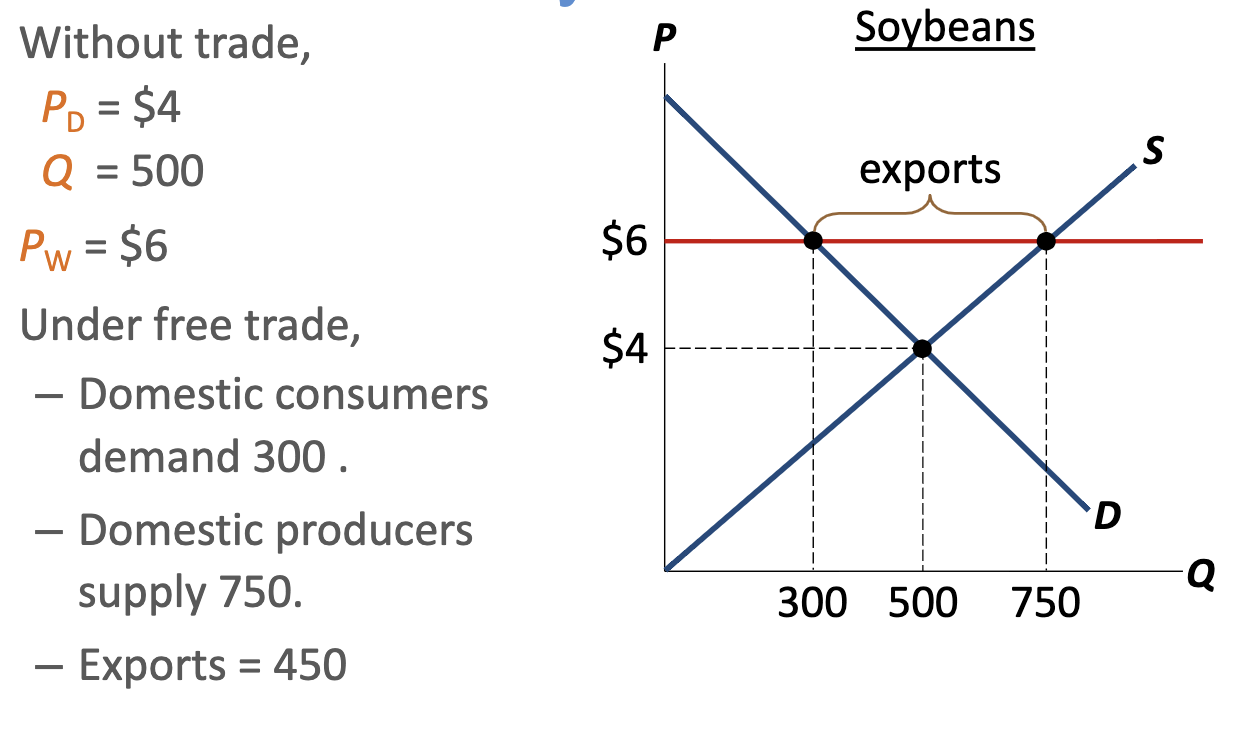 Without trade,
P_D = $4
Q = 500
P_W = $6
Under free trade,
– Domestic consumers
demand 300 .
– Domestic producers
supply 750.
– Exports = 450
P
Soybeans
S
exports
$6
$4
D
Q
300 500 750